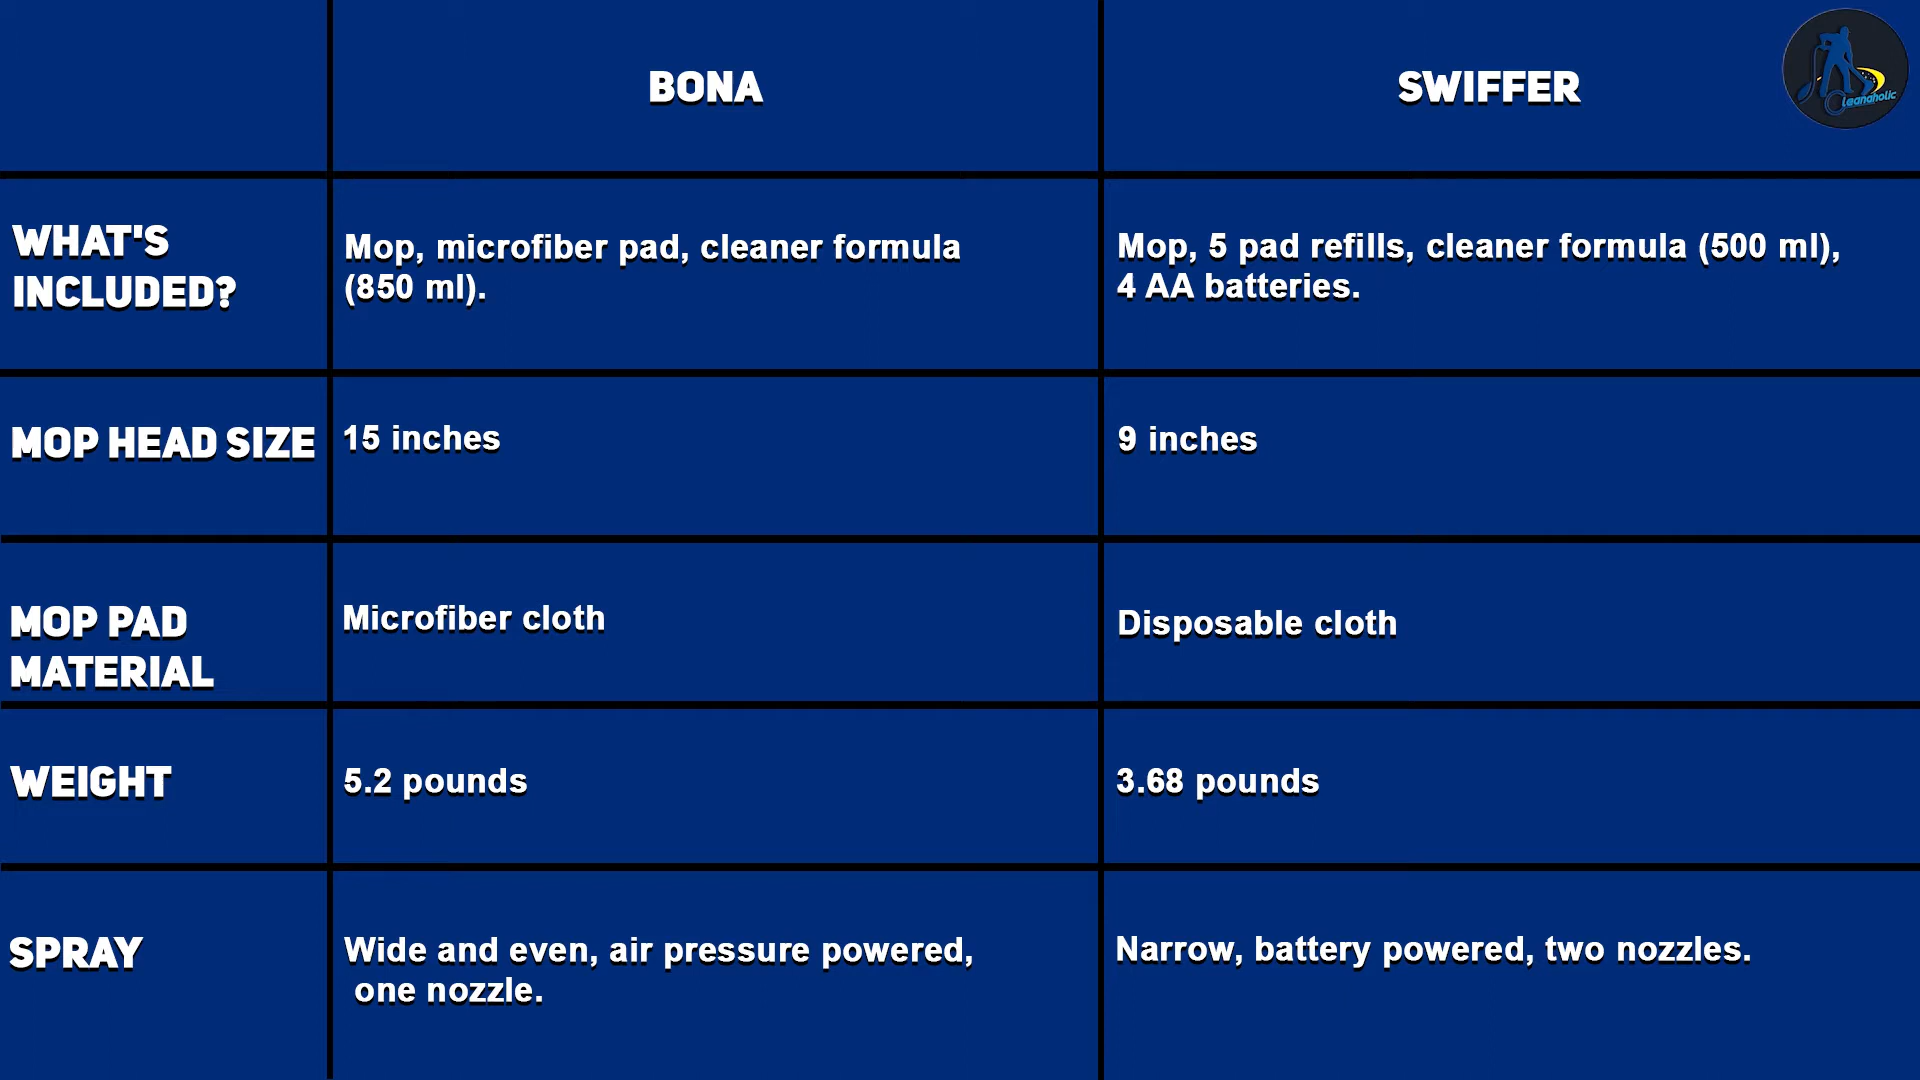 BONA
SWIFFER
Cleanaholic
WHAT'S
INCLUDED?
Mop, microfiber pad, cleaner formula
(850 ml).
Mop, 5 pad refills, cleaner formula (500 ml),
4 AA batteries.
MOP HEAD SIZE
15 inches
9 inches
MOP PAD
MATERIAL
Microfiber cloth
Disposable cloth
WEIGHT
5.2 pounds
3.68 pounds
SPRAY
Wide and even, air pressure powered,
one nozzle.
Narrow, battery powered, two nozzles.